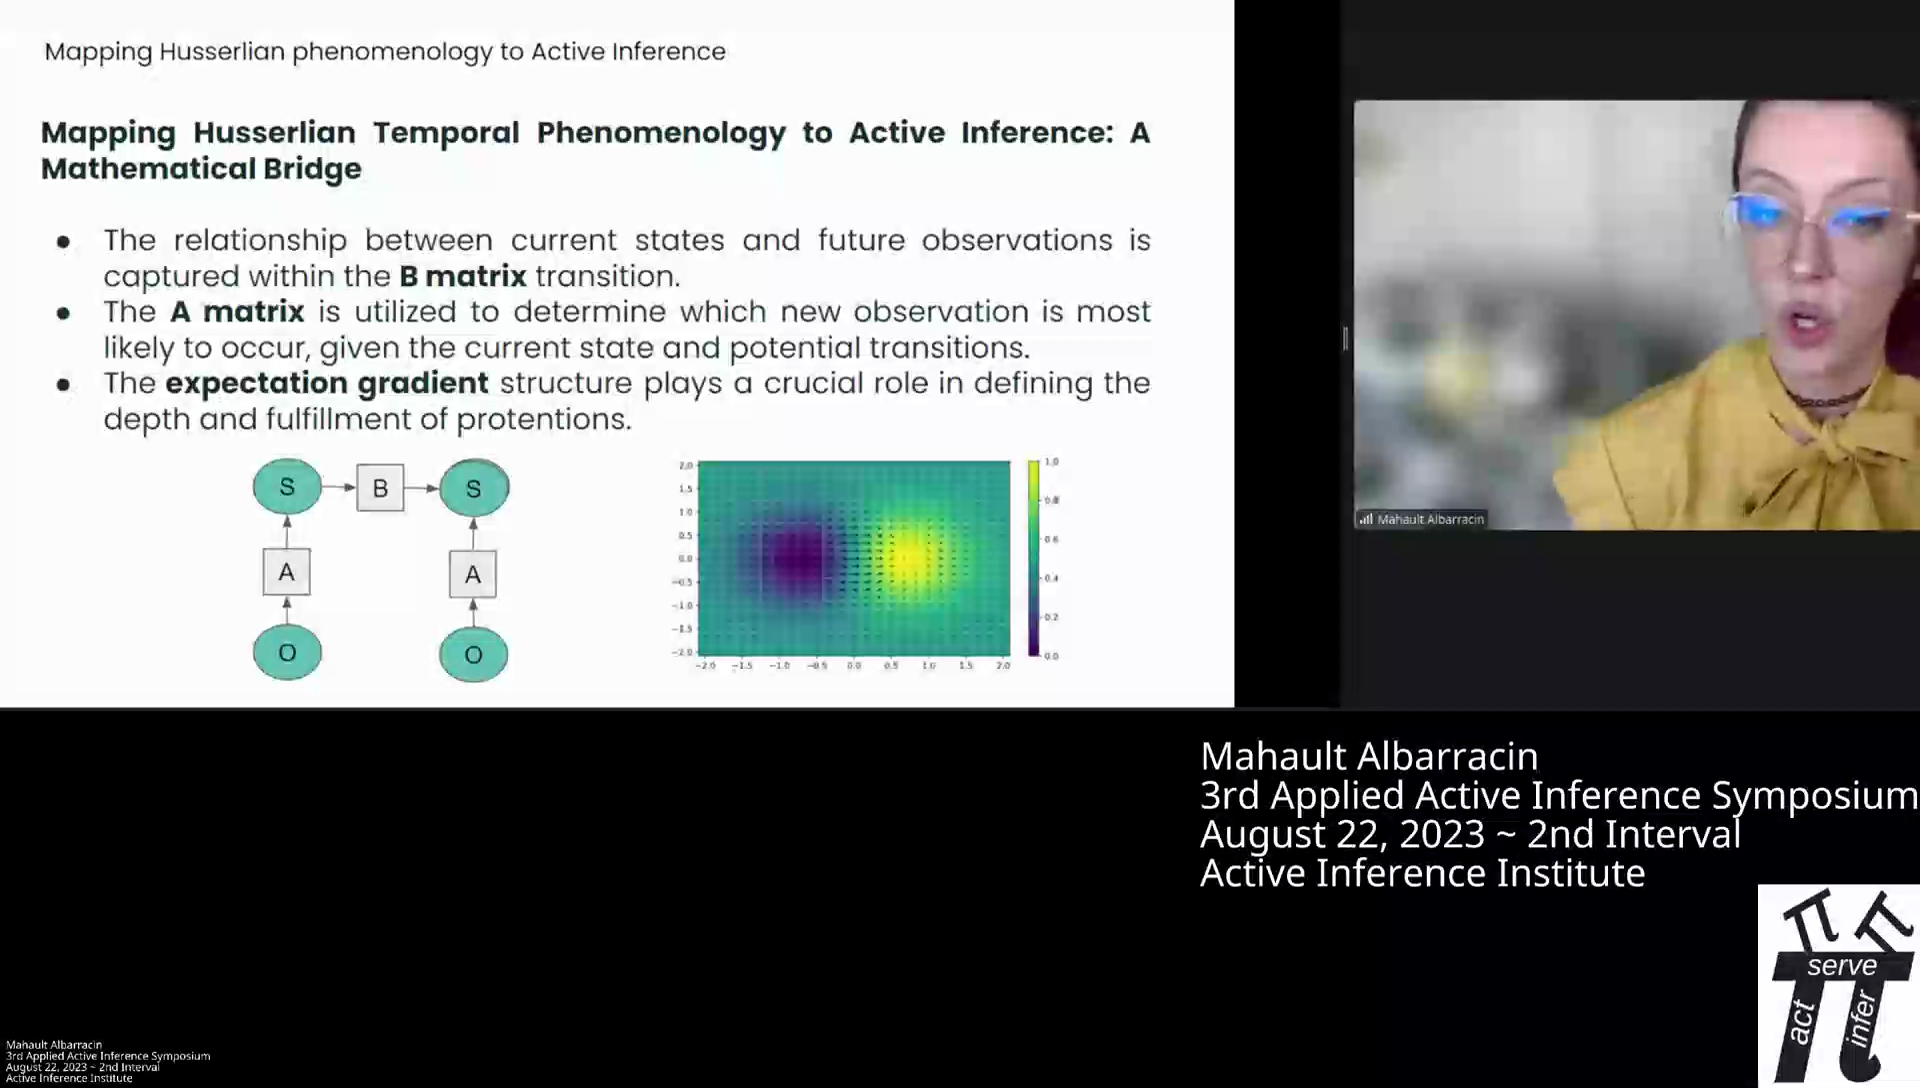 Mapping Husserlian phenomenology to Active Inference
Mapping Husserlian Temporal Phenomenology to Active Inference: A
Mathematical Bridge
● The relationship between current states and future observations is
captured within the B matrix transition.
● The A matrix is utilized to determine which new observation is most
likely to occur, given the current state and potential transitions.
● The expectation gradient structure plays a crucial role in defining the
depth and fulfillment of protentions.
S B S
A A
O O
2.0
1.5
1.0
0.5
0.0
−0.5
−1.0
−1.5
−2.0
−2.0 −1.5 −1.0 −0.5 0.0 0.5 1.0 1.5 2.0
1.0
0.8
0.6
0.4
0.2
0.0
Mahault Albarracin
Mahault Albarracin
3rd Applied Active Inference Symposium
August 22, 2023 ~ 2nd Interval
Active Inference Institute
serve
act
infer
Mahault Albarracin
3rd Applied Active Inference Symposium
August 22, 2023 ~ 2nd Interval
Active Inference Institute